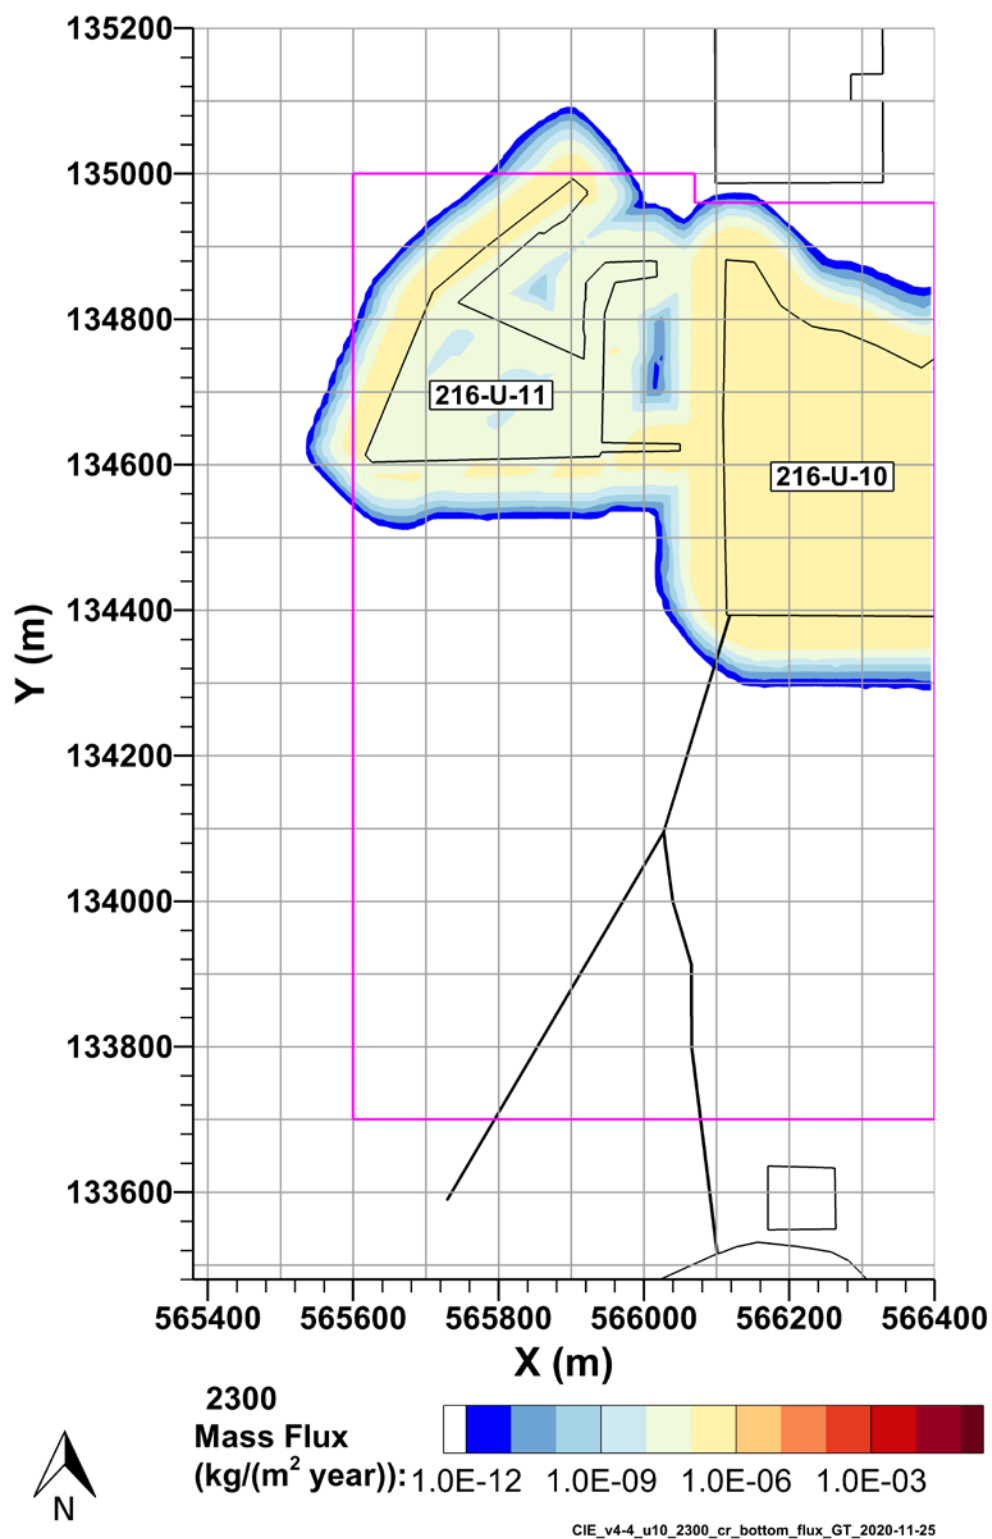 135200
135000
134800
134600
134400
134200
134000
133800
133600
Y (m)
216-U-11
216-U-10
565400 565600 565800 566000 566200 566400
X (m)
2300
Mass Flux
(kg/(m² year)):
1.0E-12 1.0E-09 1.0E-06 1.0E-03
N
CIE_v4-4_u10_2300_cr_bottom_flux_GT_2020-11-25